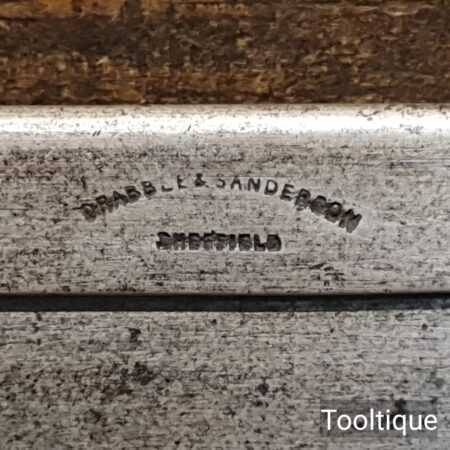 DRABBLE & SANDERSON
SHEFFIELD
Tooltique